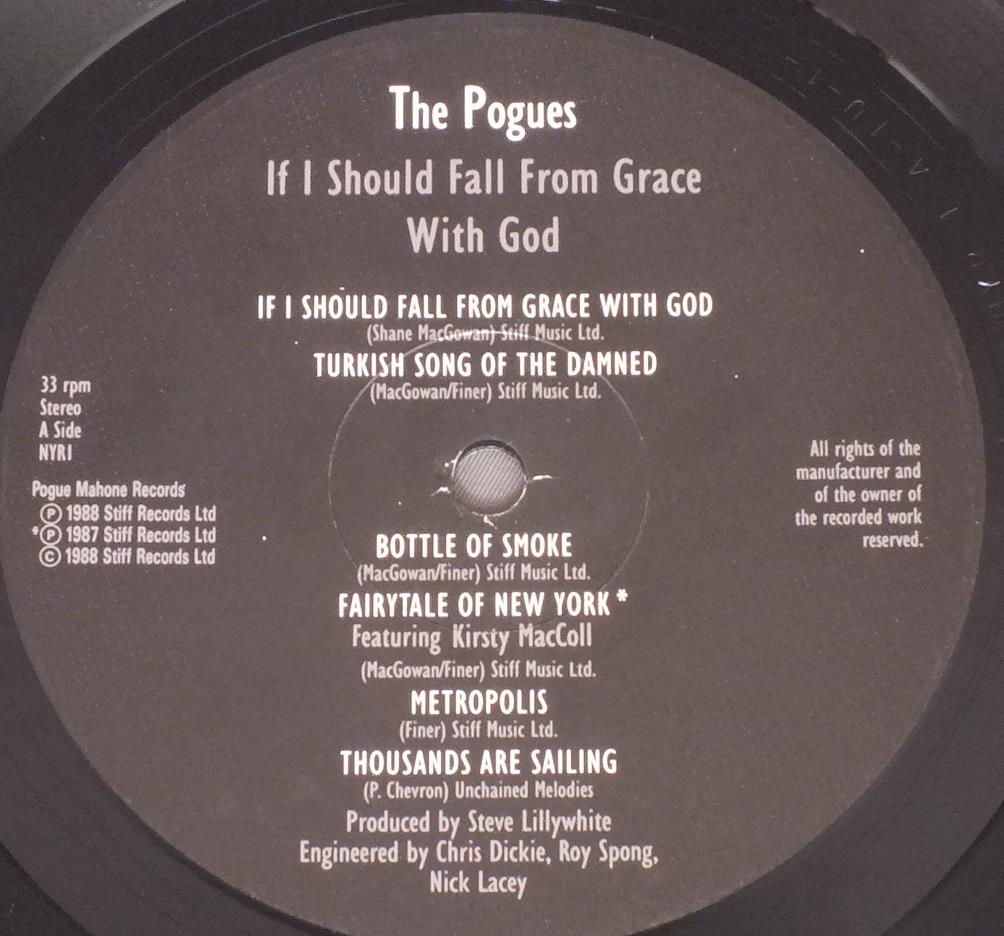 The Pogues
If I Should Fall From Grace
With God
IF I SHOULD FALL FROM GRACE WITH GOD
(Shane MacGowan) Stiff Music Ltd.
TURKISH SONG OF THE DAMNED
(MacGowan/Finer) Stiff Music Ltd.
33 rpm
Stereo
A Side
NYR1
Pogue Mahone Records
Ⓟ 1988 Stiff Records Ltd
*Ⓟ 1987 Stiff Records Ltd
© 1988 Stiff Records Ltd
All rights of the
manufacturer and
of the owner of
the recorded work
reserved.
BOTTLE OF SMOKE
(MacGowan/Finer) Stiff Music Ltd.
FAIRYTALE OF NEW YORK *
Featuring Kirsty MacColl
(MacGowan/Finer) Stiff Music Ltd.
METROPOLIS
(Finer) Stiff Music Ltd.
THOUSANDS ARE SAILING
(P. Chevron) Unchained Melodies
Produced by Steve Lillywhite
Engineered by Chris Dickie, Roy Spong,
Nick Lacey